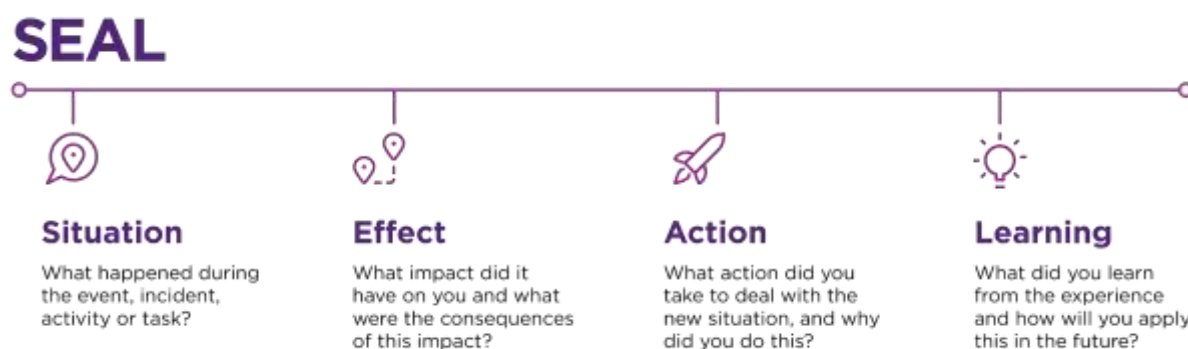 SEAL
Situation
What happened during
the event, incident,
activity or task?
Effect
What impact did it
have on you and what
were the consequences
of this impact?
Action
What action did you
take to deal with the
new situation, and why
did you do this?
Learning
What did you learn
from the experience
and how will you apply
this in the future?